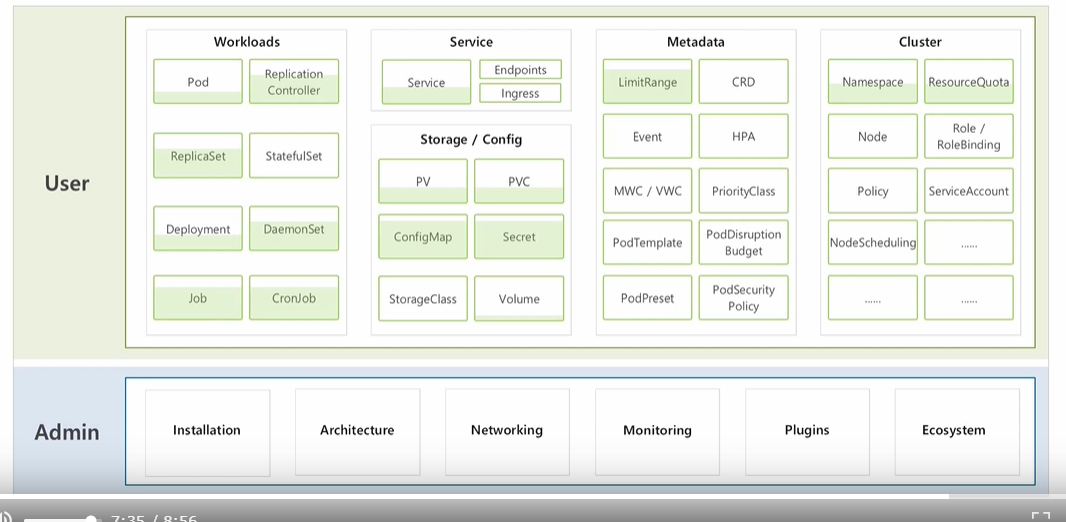 User
Workloads
Pod
Replication
Controller
ReplicaSet
StatefulSet
Deployment
DaemonSet
Job
CronJob
Service
Service
Endpoints
Ingress
Storage / Config
PV
PVC
ConfigMap
Secret
StorageClass
Volume
Metadata
LimitRange
CRD
Event
HPA
MWC / VWC
PriorityClass
PodTemplate
PodDisruption
Budget
PodPreset
PodSecurity
Policy
Cluster
Namespace
ResourceQuota
Node
Role /
RoleBinding
Policy
ServiceAccount
NodeScheduling
......
......
......
Admin
Installation
Architecture
Networking
Monitoring
Plugins
Ecosystem
7:35 / 8:56